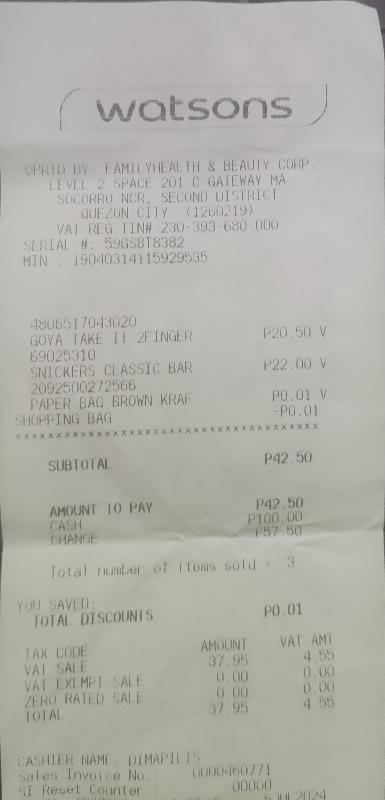 watsons
OPRTD BY: FAMILYHEALTH & BEAUTY CORP.
LEVEL 2 SPACE 201 C GATEWAY MA
SOCORRO NCR, SECOND DISTRICT
QUEZON CITY (1260219)
VAT REG TIN# 230-393-680 000
SERIAL #: 59GS8T8382
MIN : 19040314115929535
4806517043020
GOYA TAKE IT 2FINGER P20.50 V
69025310
SNICKERS CLASSIC BAR P22.00 V
2092500272566
PAPER BAG BROWN KRAF P0.01 V
SHOPPING BAG -P0.01
SUBTOTAL P42.50
AMOUNT TO PAY P42.50
CASH P100.00
CHANGE P57.50
Total number of items sold = 3
YOU SAVED:
TOTAL DISCOUNTS P0.01
TAX CODE AMOUNT VAT AMT
VAT SALE 37.95 4.55
VAT EXEMPT SALE 0.00 0.00
ZERO RATED SALE 0.00 0.00
TOTAL 37.95 4.55
CASHIER NAME: DIMAPILIS
Sales Invoice No.: 0000460771
SI Reset Counter : 00000
JUL2024